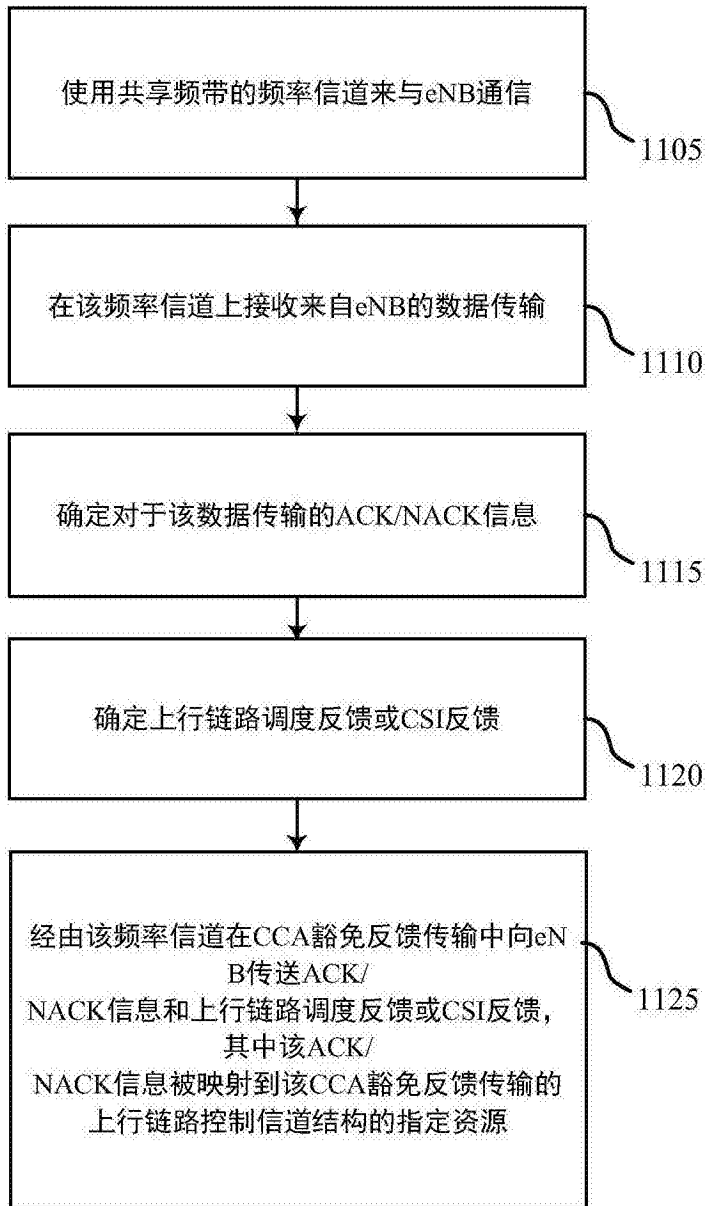 使用共享频带的频率信道来与eNB通信
1105
在该频率信道上接收来自eNB的数据传输
1110
确定对于该数据传输的ACK/NACK信息
1115
确定上行链路调度反馈或CSI反馈
1120
经由该频率信道在CCA豁免反馈传输中向eN
B传送ACK/
NACK信息和上行链路调度反馈或CSI反馈，
其中该ACK/
NACK信息被映射到该CCA豁免反馈传输的
上行链路控制信道结构的指定资源
1125